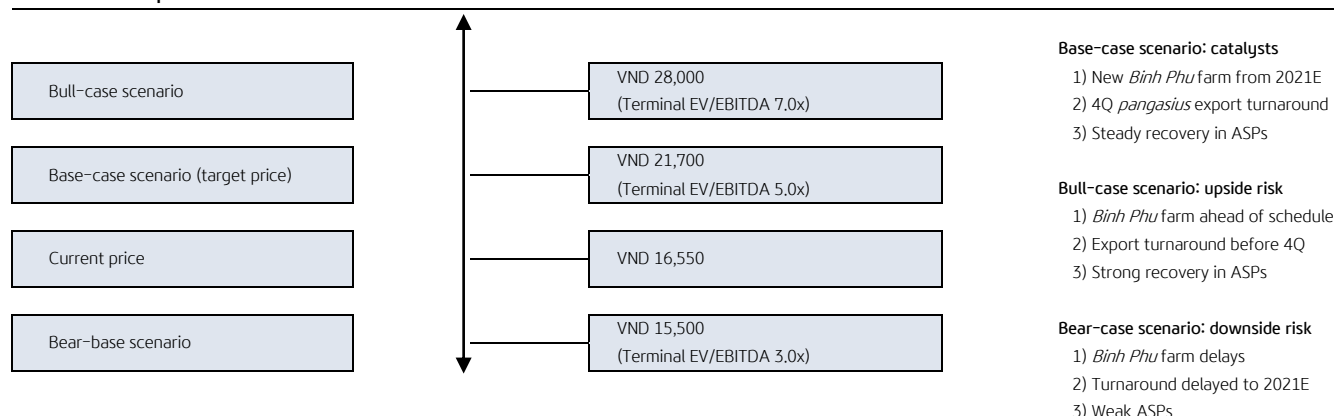 Bull-case scenario
VND 28,000
(Terminal EV/EBITDA 7.0x)
Base-case scenario (target price)
VND 21,700
(Terminal EV/EBITDA 5.0x)
Current price
VND 16,550
Bear-base scenario
VND 15,500
(Terminal EV/EBITDA 3.0x)
Base-case scenario: catalysts
1) New Binh Phu farm from 2021E
2) 4Q pangasius export turnaround
3) Steady recovery in ASPs
Bull-case scenario: upside risk
1) Binh Phu farm ahead of schedule
2) Export turnaround before 4Q
3) Strong recovery in ASPs
Bear-case scenario: downside risk
1) Binh Phu farm delays
2) Turnaround delayed to 2021E
3) Weak ASPs